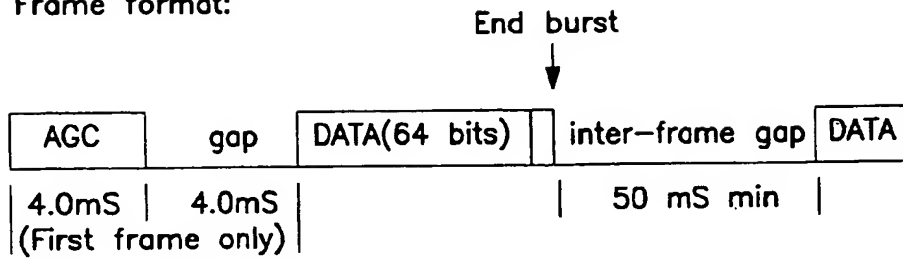 Frame format:
End burst
AGC gap DATA(64 bits) inter-frame gap DATA
4.0mS 4.0mS 50 mS min
(First frame only)